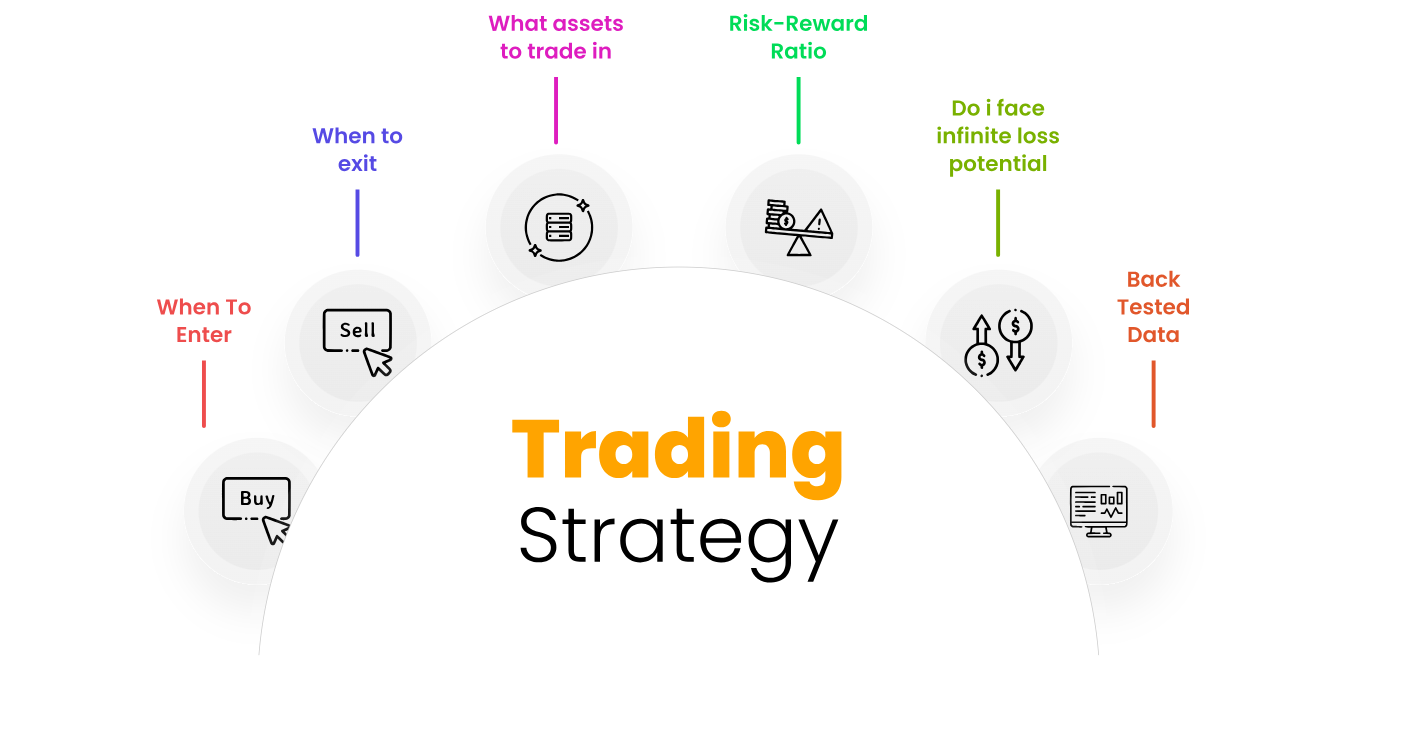 What assets
to trade in
Risk-Reward
Ratio
Do i face
infinite loss
potential
When to
exit
Back
Tested
Data
When To
Enter
Sell
$
$
$
Buy
Trading
Strategy